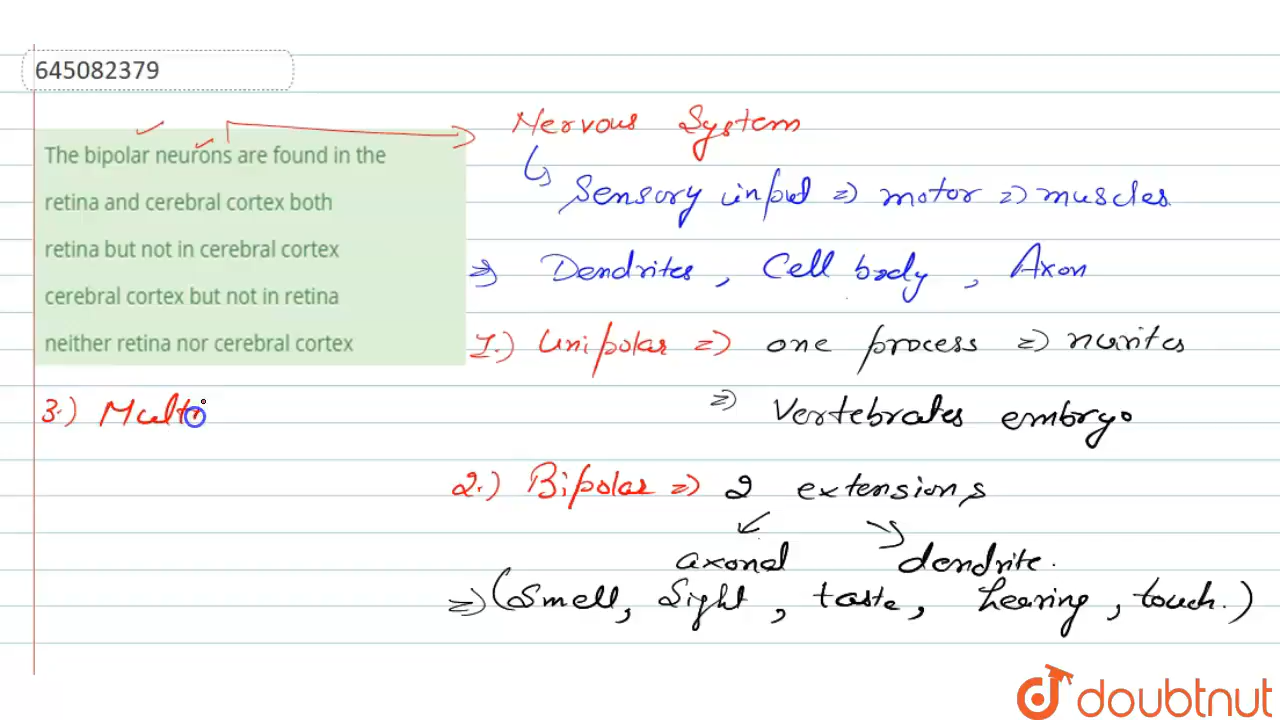 645082379
The bipolar neurons are found in the
retina and cerebral cortex both
retina but not in cerebral cortex
cerebral cortex but not in retina
neither retina nor cerebral cortex
Nervous System
Sensory input => motor => muscles
=> Dendrites, Cell body, Axon
1.) Unipolar => one process =>
=> Vertebrates embryo
3.) Multi
2.) Bipolar => 2 extensions
axonal dendrite.
=> (Smell, Sight, taste, hearing, touch.)
doubtnut